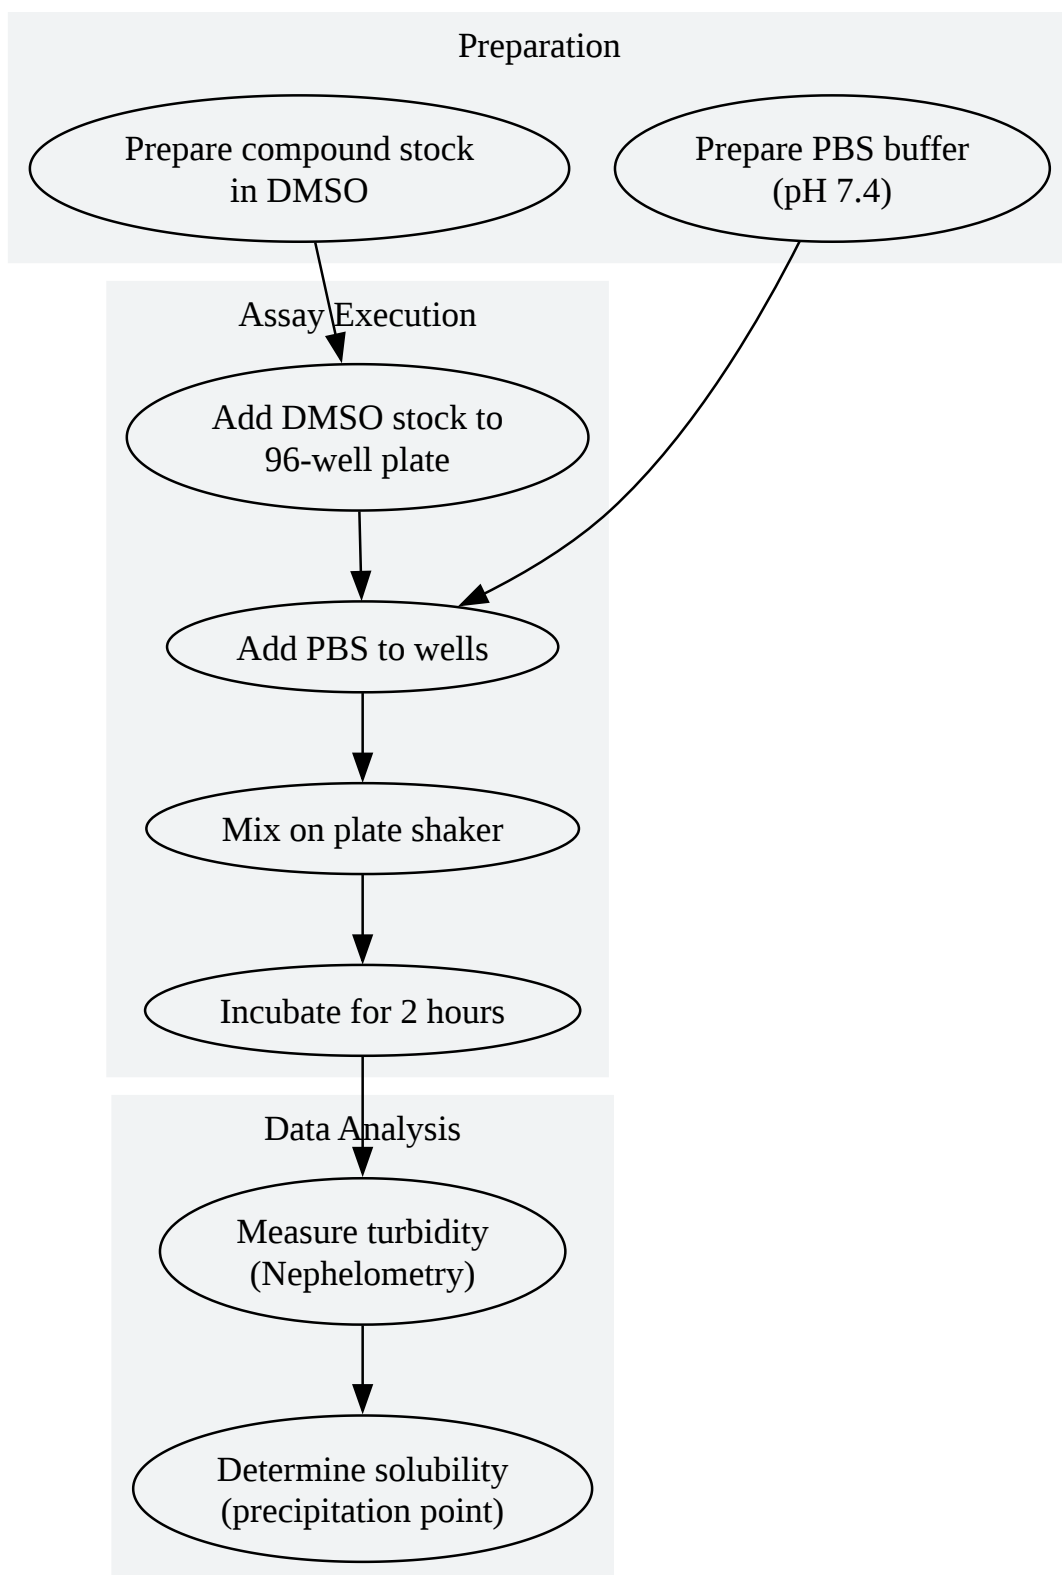 Preparation
Prepare compound stock
in DMSO
Prepare PBS buffer
(pH 7.4)
Assay Execution
Add DMSO stock to
96-well plate
Add PBS to wells
Mix on plate shaker
Incubate for 2 hours
Data Analysis
Measure turbidity
(Nephelometry)
Determine solubility
(precipitation point)